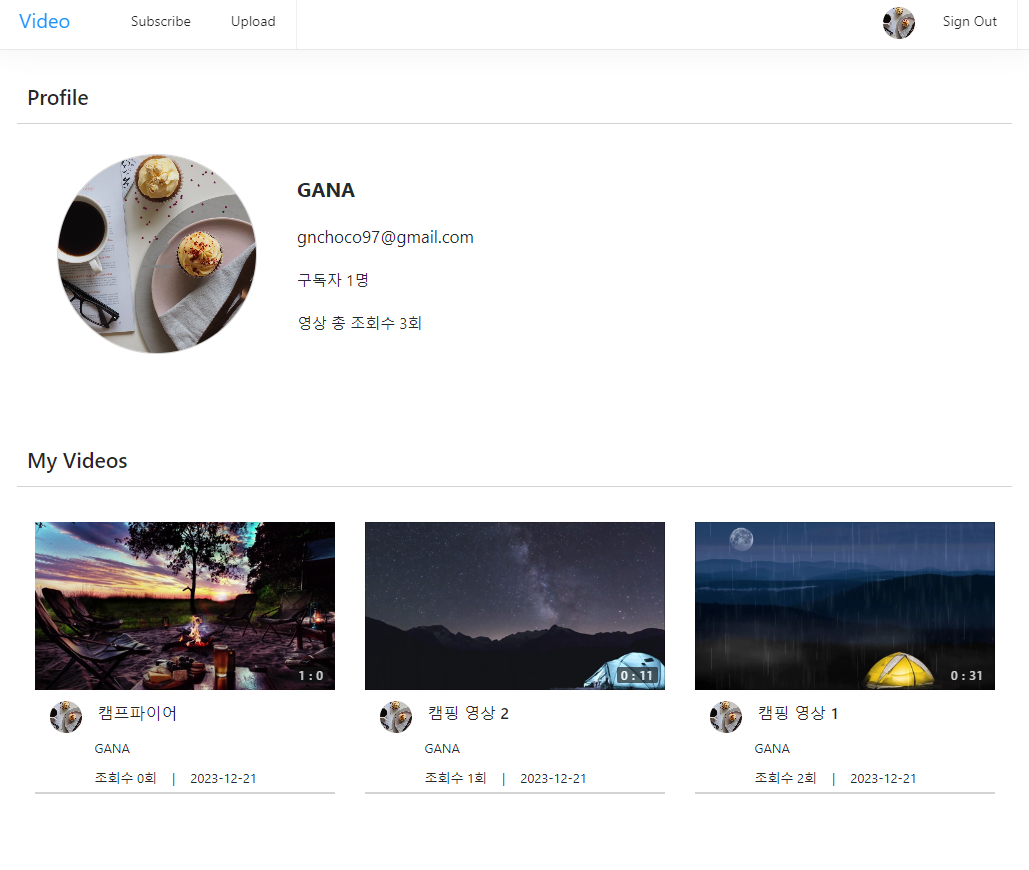 Video Subscribe Upload Sign Out
Profile
GANA
gnchoco97@gmail.com
구독자 1명
영상 총 조회수 3회
My Videos
1 : 0 0 : 11 0 : 31
캠프파이어 캠핑 영상 2 캠핑 영상 1
GANA GANA GANA
조회수 0회 | 2023-12-21 조회수 1회 | 2023-12-21 조회수 2회 | 2023-12-21